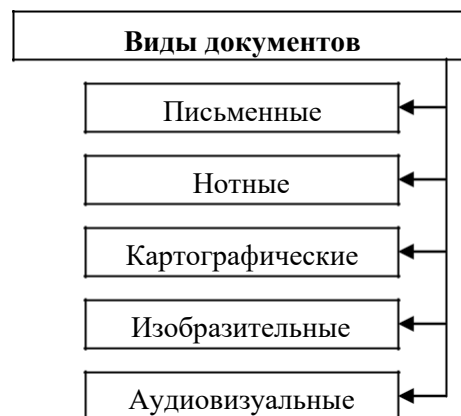 Виды документов
Письменные
Нотные
Картографические
Изобразительные
Аудиовизуальные